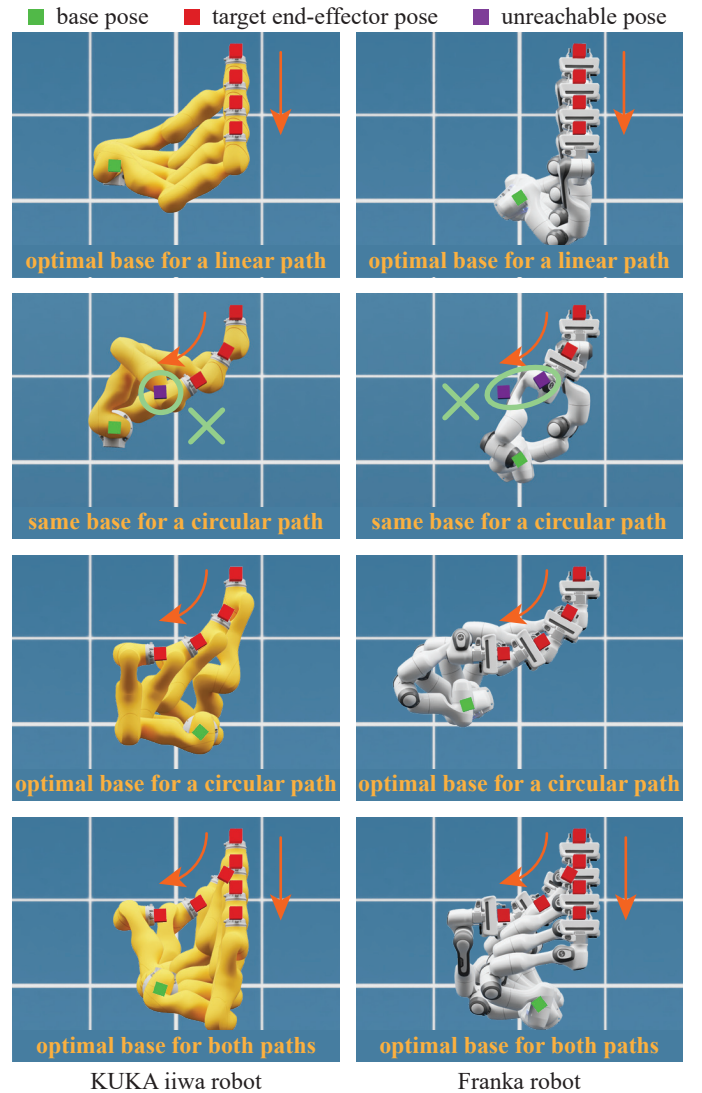 base pose target end-effector pose unreachable pose
optimal base for a linear path optimal base for a linear path
same base for a circular path same base for a circular path
optimal base for a circular path optimal base for a circular path
optimal base for both paths optimal base for both paths
KUKA iiwa robot Franka robot